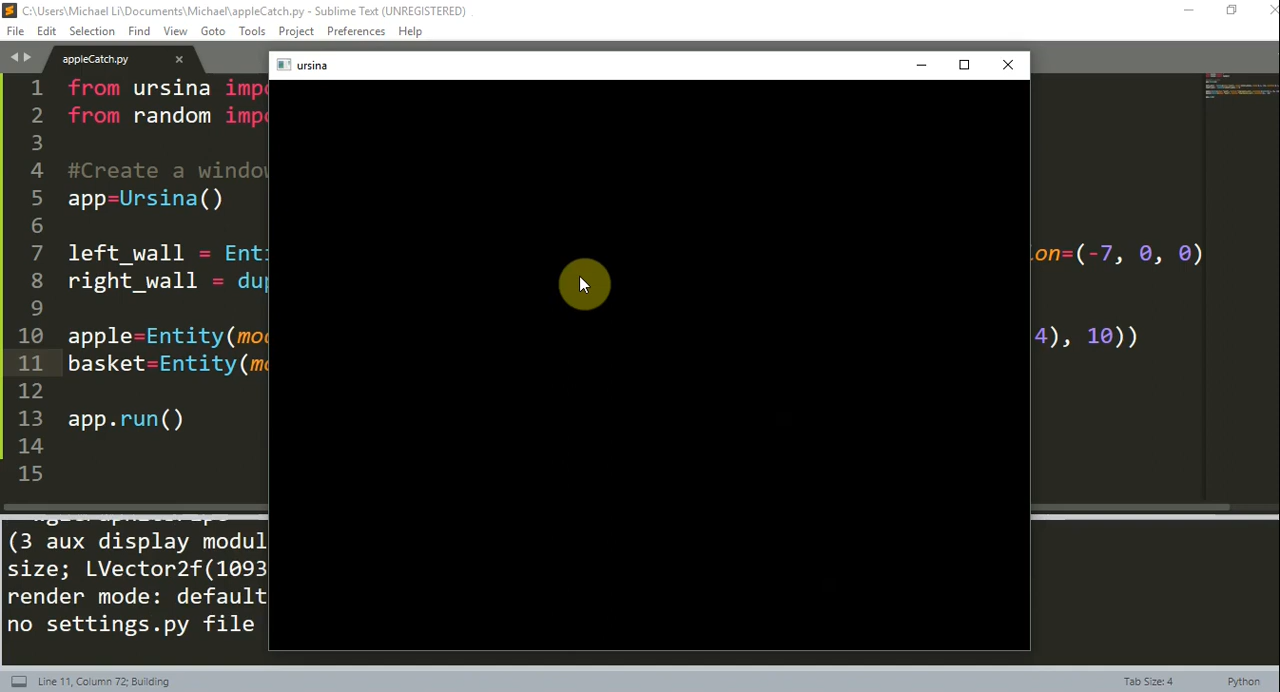 C:\Users\Michael Li\Documents\Michael\appleCatch.py - Sublime Text (UNREGISTERED)
File Edit Selection Find View Goto Tools Project Preferences Help
appleCatch.py
ursina
1 from ursina impo
2 from random impo
3
4 #Create a window
5 app=Ursina()
6
7 left_wall = Enti on=(-7, 0, 0)
8 right_wall = dup
9
10 apple=Entity(mod 4), 10))
11 basket=Entity(mo
12
13 app.run()
14
15
(3 aux display modul
size; LVector2f(1093
render mode: default
no settings.py file
Line 11, Column 72; Building Tab Size: 4 Python